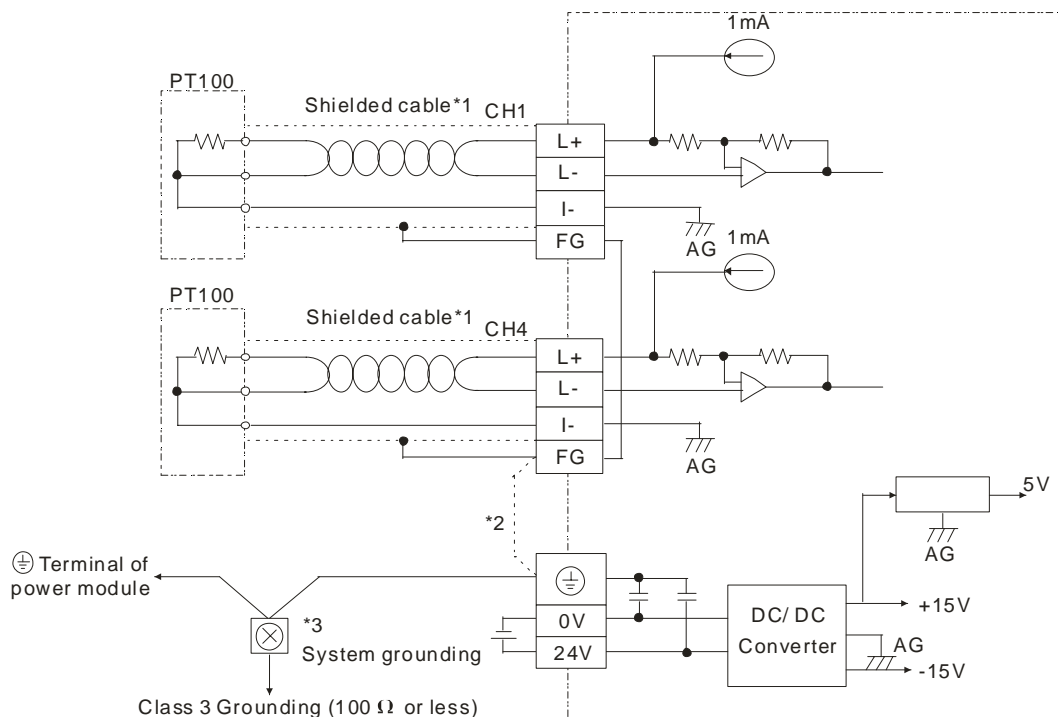 1mA
PT100
Shielded cable*1
CH1
L+
L-
I-
FG
AG
1mA
PT100
Shielded cable*1
CH4
L+
L-
I-
FG
AG
*2
5V
AG
Terminal of
power module
*3
System grounding
0V
24V
DC/DC
Converter
+15V
AG
-15V
Class 3 Grounding (100 Ω or less)